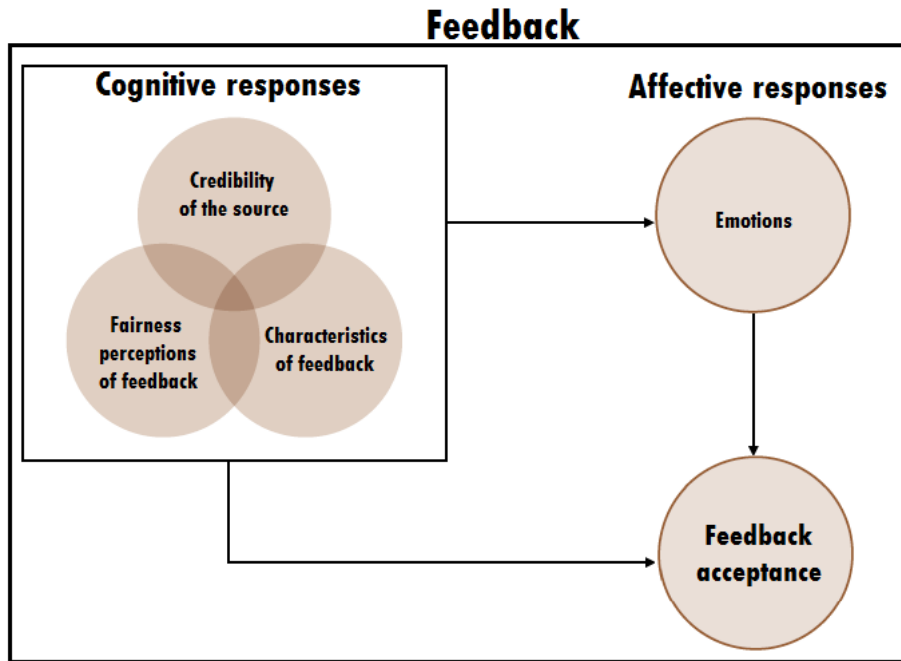 Feedback
Cognitive responses
Credibility
of the source
Fairness
perceptions
of feedback
Characteristics
of feedback
Affective responses
Emotions
Feedback
acceptance